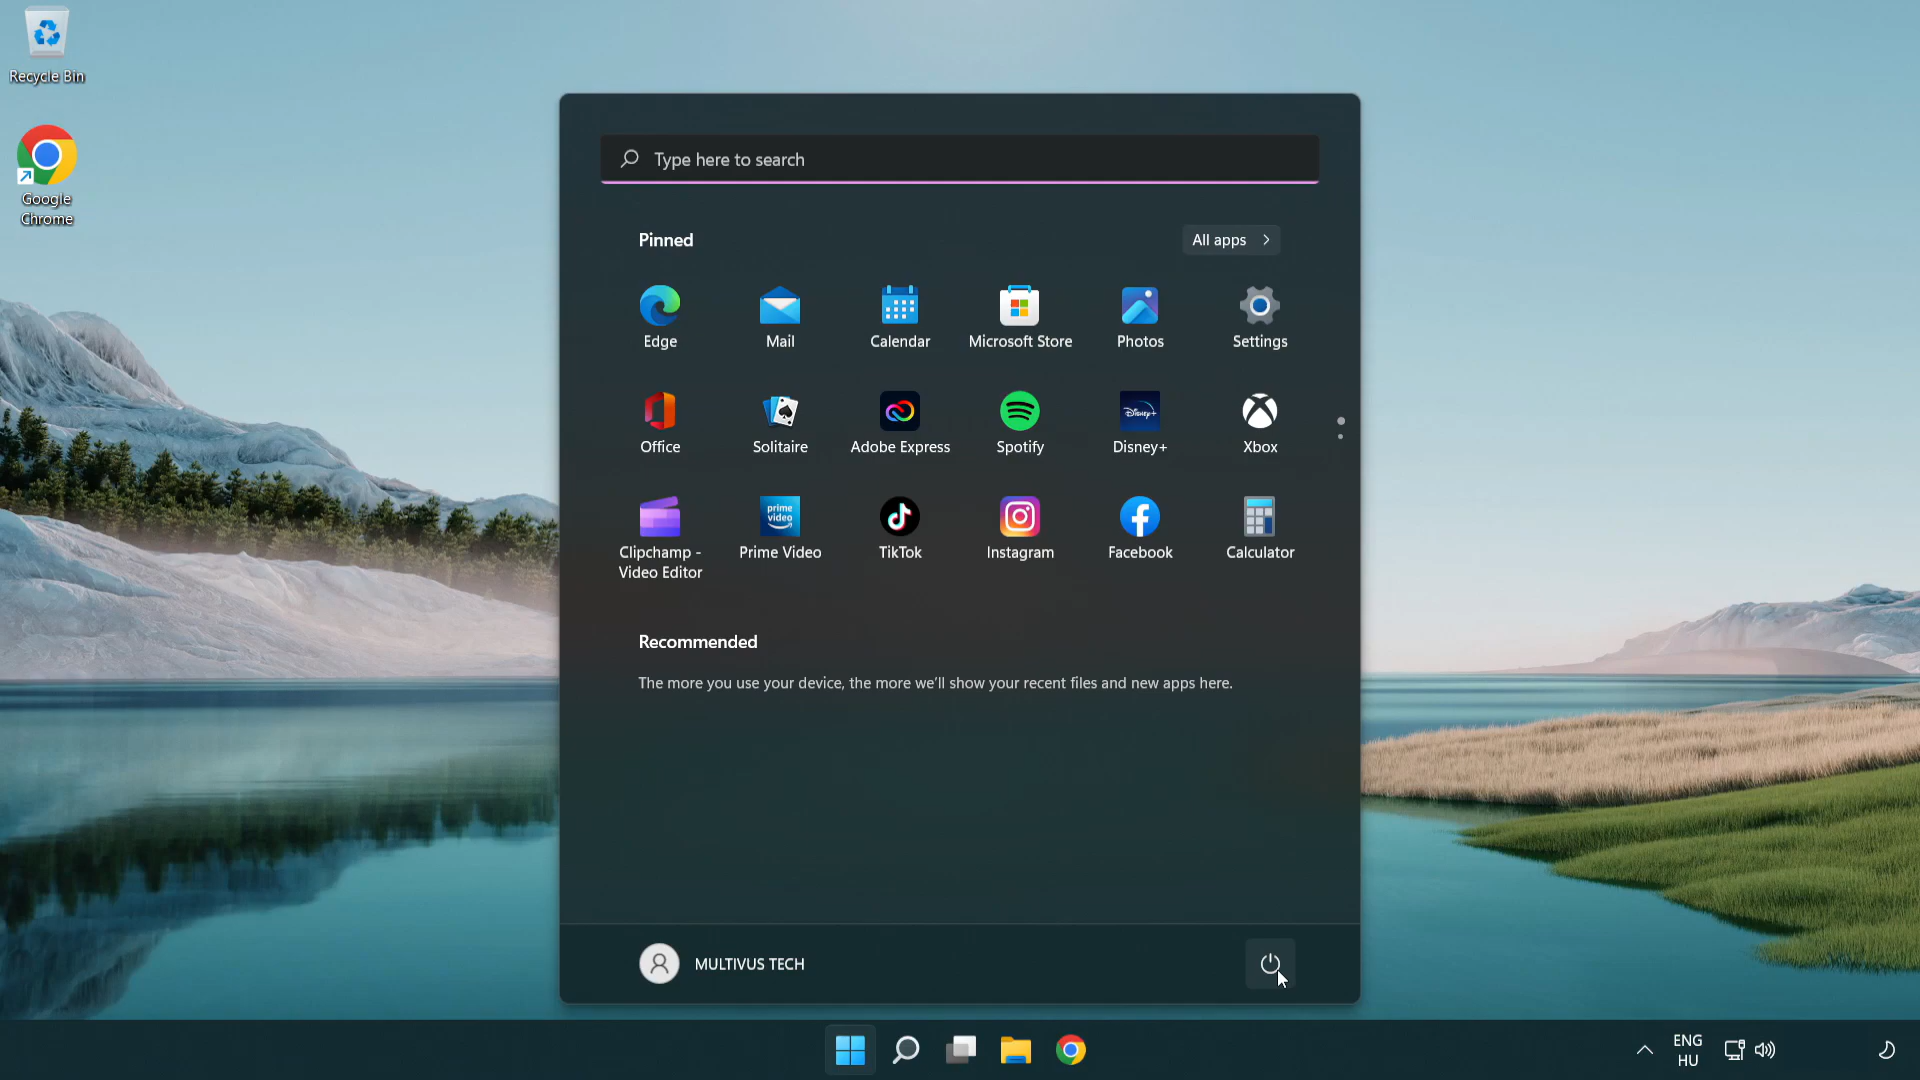 Recycle Bin
Google
Chrome
Type here to search
Pinned
All apps
Edge
Mail
Calendar
Microsoft Store
Photos
Settings
Office
Solitaire
Adobe Express
Spotify
Disney+
Disney+
Xbox
prime
video
Clipchamp -
Video Editor
Prime Video
TikTok
Instagram
Facebook
Calculator
Recommended
The more you use your device, the more we'll show your recent files and new apps here.
MULTIVUS TECH
ENG
HU